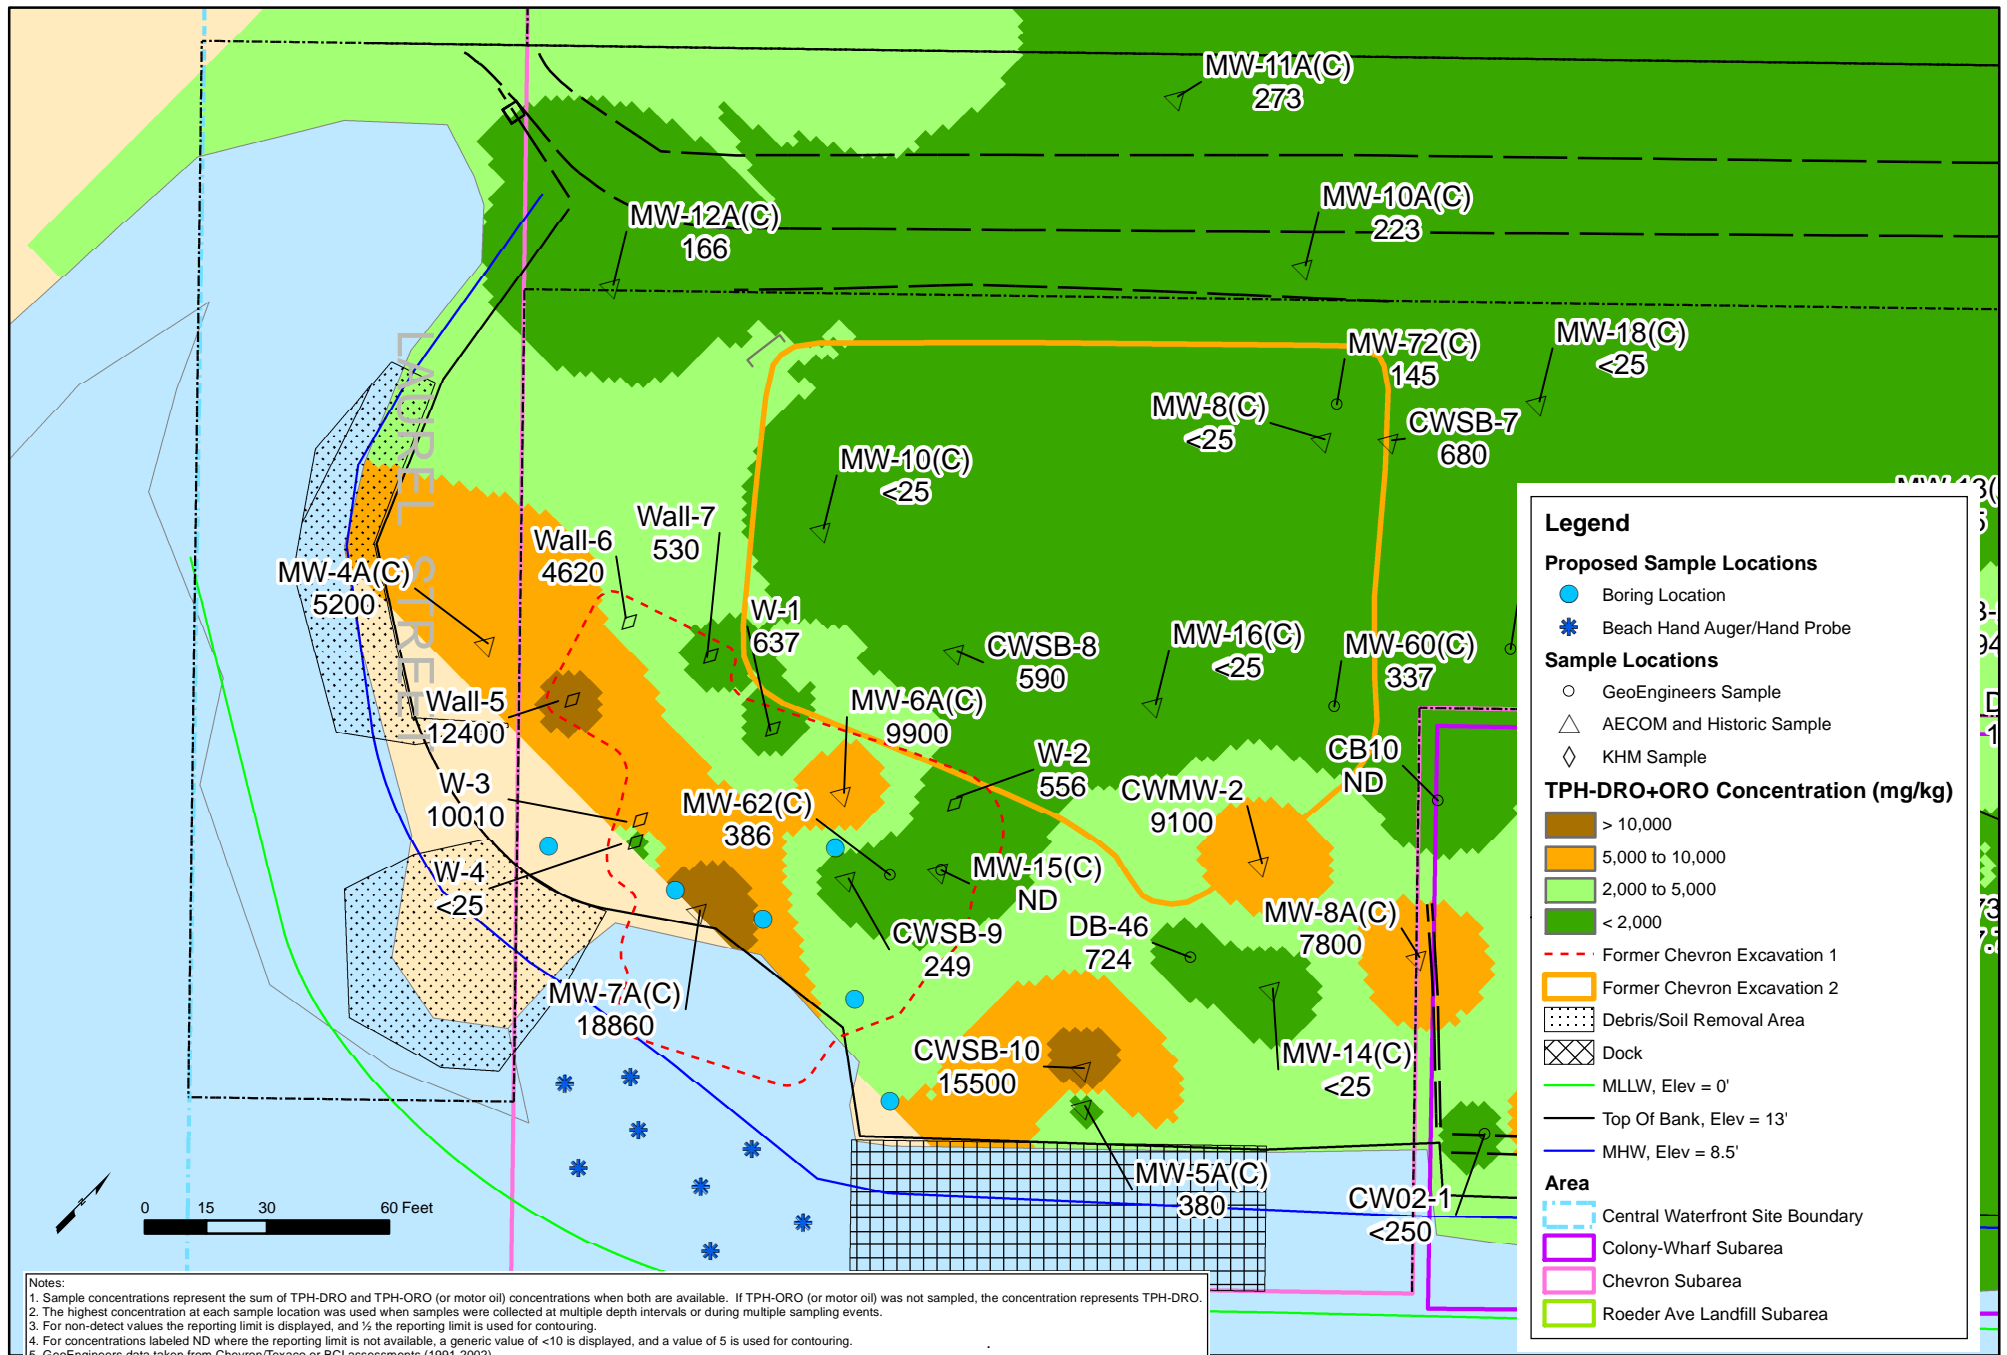 MW-11A(C)
273
MW-12A(C)
166
MW-10A(C)
223
MW-72(C)
145
MW-18(C)
<25
MW-8(C)
<25
CWSB-7
680
MW-10(C)
<25
LAUREL STREET
Wall-7
530
Wall-6
4620
MW-4A(C)
5200
W-1
637
CWSB-8
590
MW-16(C)
<25
MW-60(C)
337
Wall-5
12400
MW-6A(C)
9900
W-2
556
CB10
ND
W-3
10010
MW-62(C)
386
CWMW-2
9100
W-4
<25
MW-15(C)
ND
CWSB-9
249
DB-46
724
MW-8A(C)
7800
MW-7A(C)
18860
CWSB-10
15500
MW-14(C)
<25
MW-5A(C)
380
CW02-1
<250
0 15 30 60 Feet
Legend
Proposed Sample Locations
Boring Location
Beach Hand Auger/Hand Probe
Sample Locations
GeoEngineers Sample
AECOM and Historic Sample
KHM Sample
TPH-DRO+ORO Concentration (mg/kg)
> 10,000
5,000 to 10,000
2,000 to 5,000
< 2,000
Former Chevron Excavation 1
Former Chevron Excavation 2
Debris/Soil Removal Area
Dock
MLLW, Elev = 0'
Top Of Bank, Elev = 13'
MHW, Elev = 8.5'
Area
Central Waterfront Site Boundary
Colony-Wharf Subarea
Chevron Subarea
Roeder Ave Landfill Subarea
Notes:
1. Sample concentrations represent the sum of TPH-DRO and TPH-ORO (or motor oil) concentrations when both are available. If TPH-ORO (or motor oil) was not sampled, the concentration represents TPH-DRO.
2. The highest concentration at each sample location was used when samples were collected at multiple depth intervals or during multiple sampling events.
3. For non-detect values the reporting limit is displayed, and ½ the reporting limit is used for contouring.
4. For concentrations labeled ND where the reporting limit is not available, a generic value of <10 is displayed, and a value of 5 is used for contouring.
5. GeoEngineers data taken from Chevron/Texaco or BCI assessments (1991-2002)